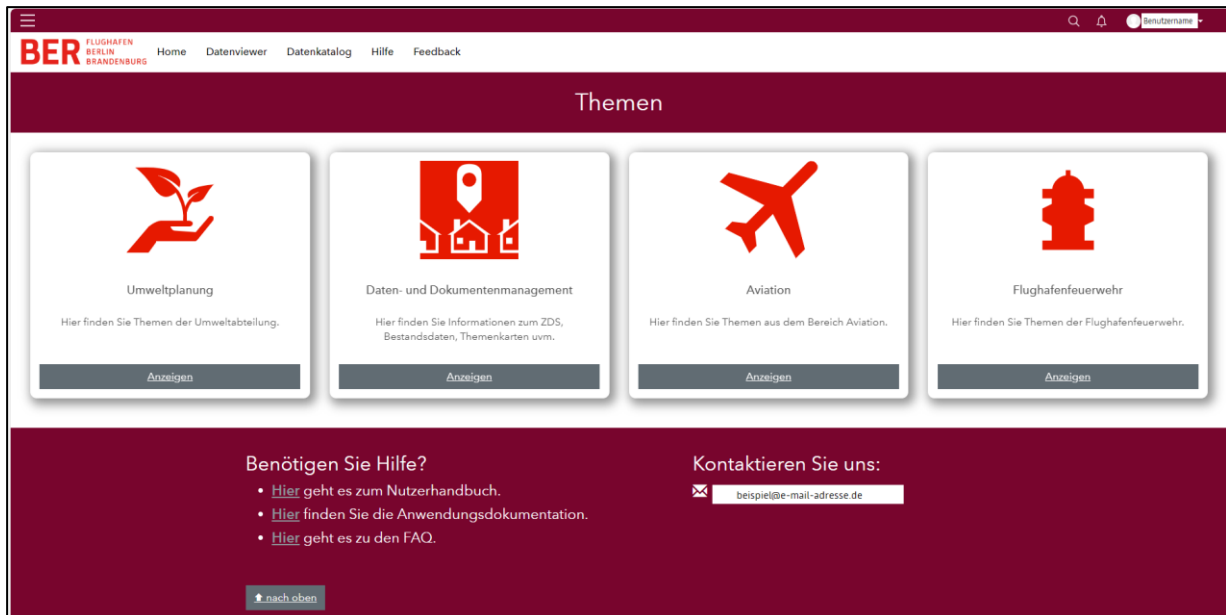 Benutzername
BER FLUGHAFEN
BERLIN
BRANDENBURG
Home Datenviewer Datenkatalog Hilfe Feedback
Themen
Umweltplanung
Hier finden Sie Themen der Umweltabteilung.
Anzeigen
Daten- und Dokumentenmanagement
Hier finden Sie Informationen zum ZDS,
Bestandsdaten, Themenkarten uvm.
Anzeigen
Aviation
Hier finden Sie Themen aus dem Bereich Aviation.
Anzeigen
Flughafenfeuerwehr
Hier finden Sie Themen der Flughafenfeuerwehr.
Anzeigen
Benötigen Sie Hilfe?
• Hier geht es zum Nutzerhandbuch.
• Hier finden Sie die Anwendungsdokumentation.
• Hier geht es zu den FAQ.
nach oben
Kontaktieren Sie uns:
beispiel@e-mail-adresse.de